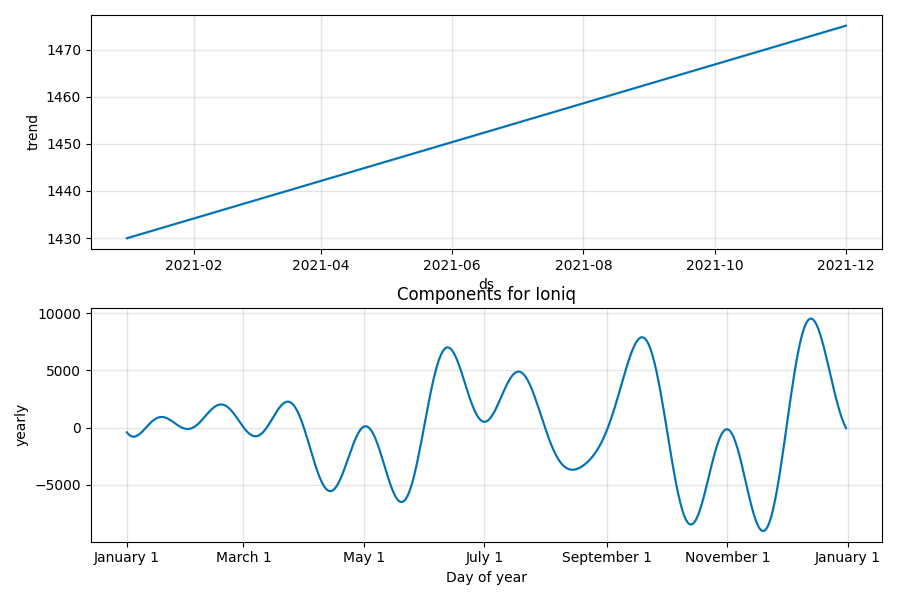 1470
1460
1450
1440
1430
trend
2021-02 2021-04 2021-06 2021-08 2021-10 2021-12
ds
Components for Ioniq
10000
5000
0
−5000
yearly
January 1 March 1 May 1 July 1 September 1 November 1 January 1
Day of year